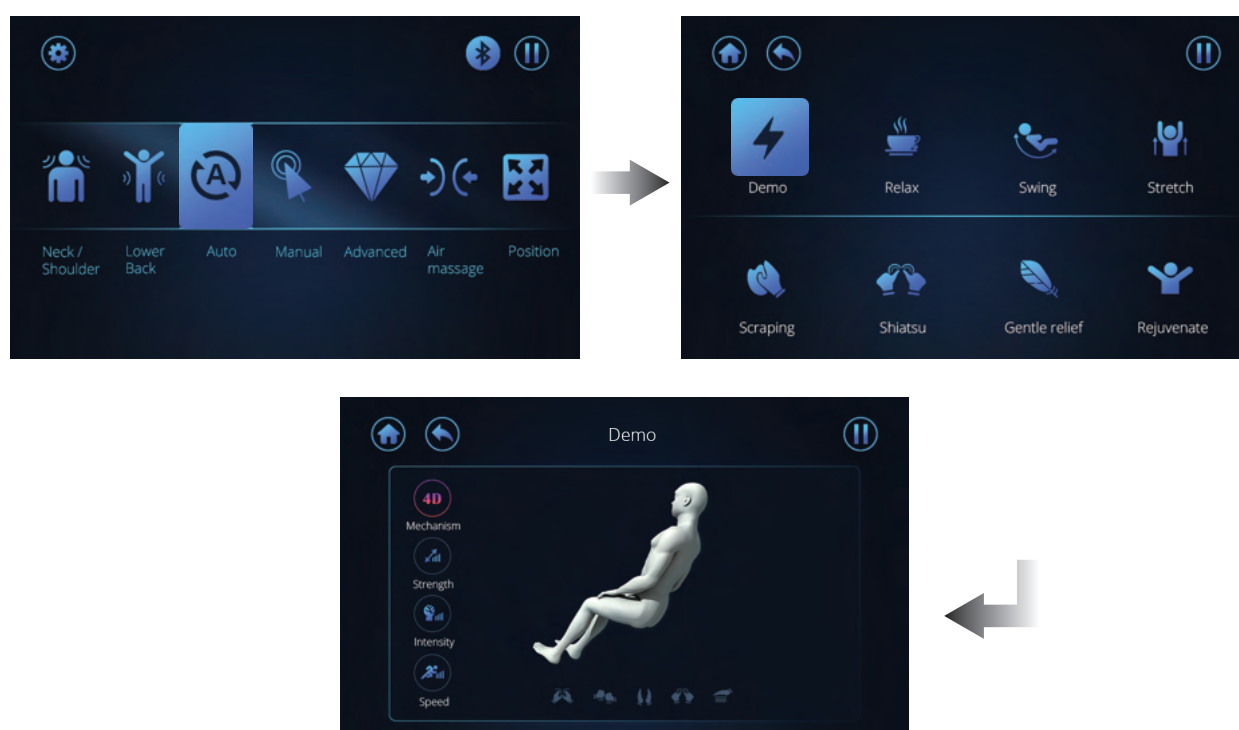 A
Neck /
Shoulder
Lower
Back
Auto
Manual
Advanced
Air
massage
Position
Demo
Relax
Swing
Stretch
Scraping
Shiatsu
Gentle relief
Rejuvenate
Demo
4D
Mechanism
Strength
Intensity
Speed